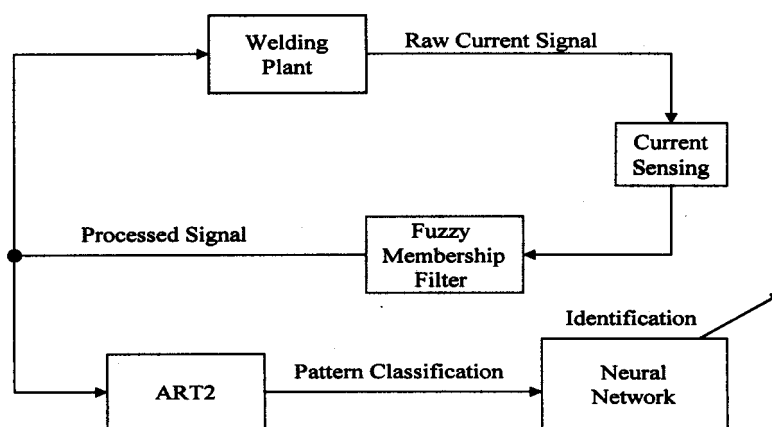 Welding
Plant
Raw Current Signal
Current
Sensing
Processed Signal
Fuzzy
Membership
Filter
Identification
ART2
Pattern Classification
Neural
Network